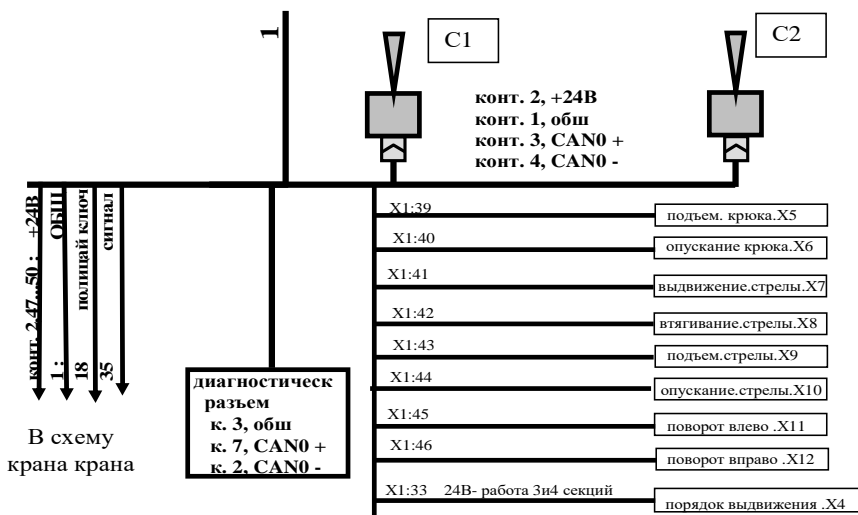 1
C1
C2
конт. 2, +24В
конт. 1, обш
конт. 3, CAN0 +
конт. 4, CAN0 -
конт. 2,47...50 : +24В
1 : ОБЩ
18 полицай ключ
35 сигнал
X1:39 подъем. крюка.X5
X1:40 опускание крюка.X6
X1:41 выдвижение.стрелы.X7
X1:42 втягивание.стрелы.X8
X1:43 подъем.стрелы.X9
X1:44 опускание.стрелы.X10
X1:45 поворот влево .X11
X1:46 поворот вправо .X12
X1:33 24В- работа 3и4 секций порядок выдвижения .X4
диагностическ
разъем
к. 3, обш
к. 7, CAN0 +
к. 2, CAN0 -
В схему
крана крана